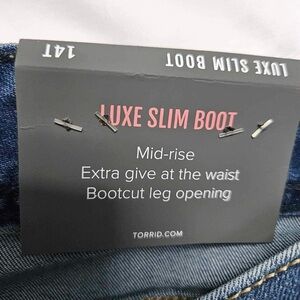 14T
LUXE SLIM BOOT
LUXE SLIM BOOT
Mid-rise
Extra give at the waist
Bootcut leg opening
TORRID.COM